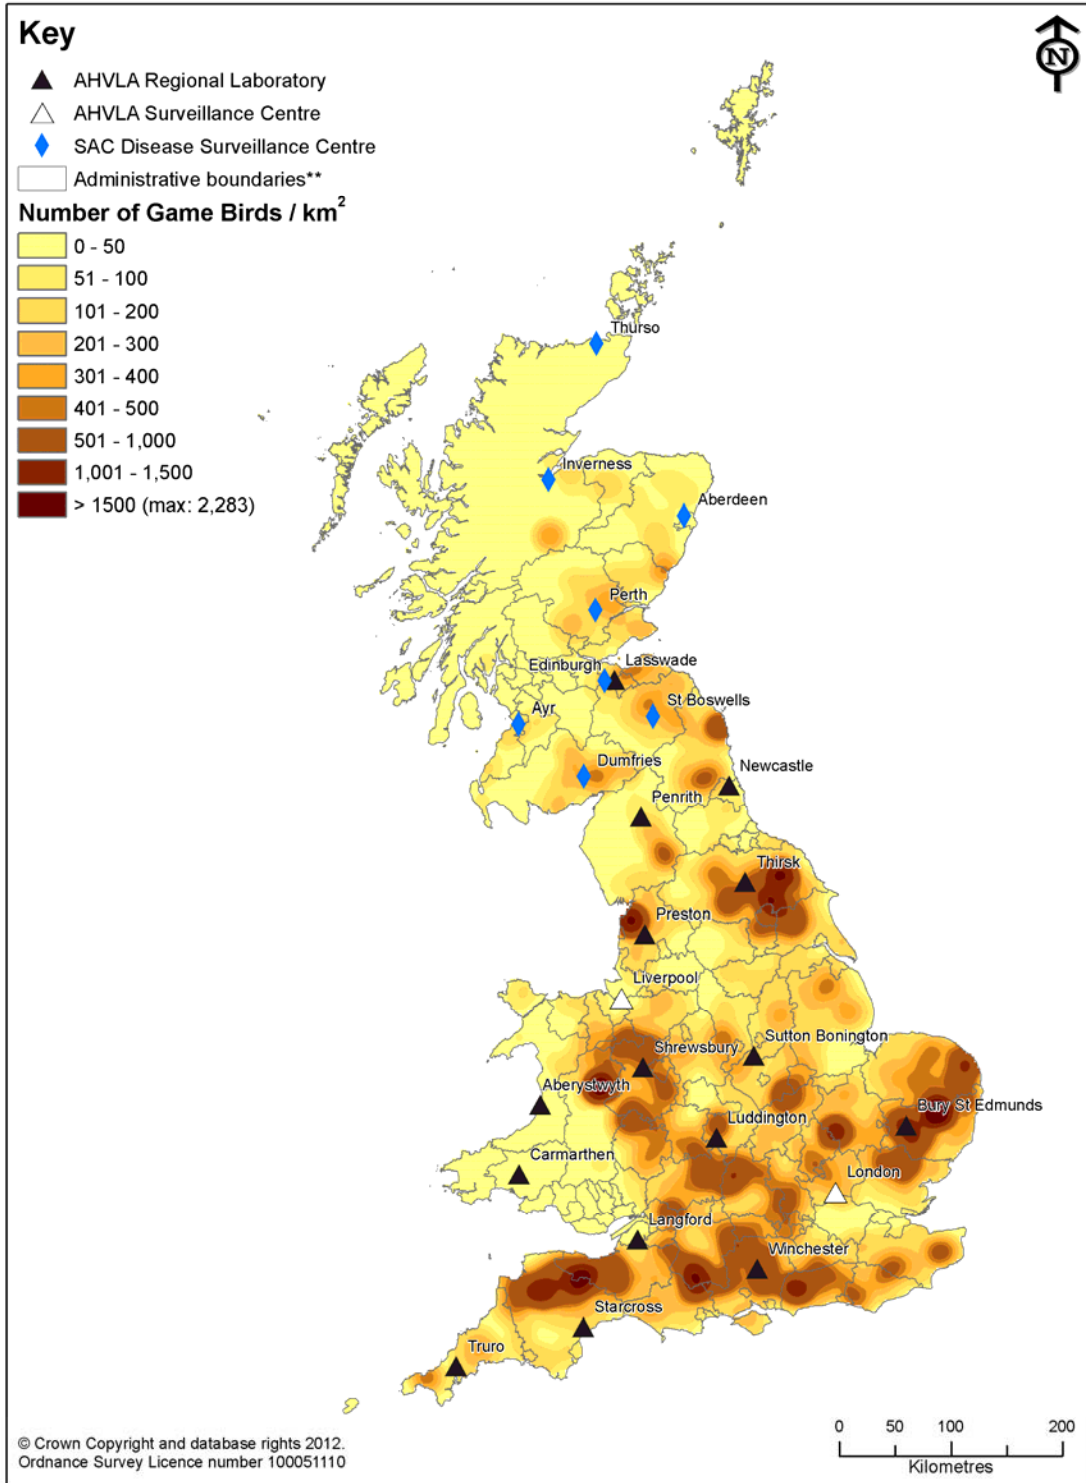 Key
AHVLA Regional Laboratory
AHVLA Surveillance Centre
SAC Disease Surveillance Centre
Administrative boundaries**
Number of Game Birds / km²
0 - 50
51 - 100
101 - 200
201 - 300
301 - 400
401 - 500
501 - 1,000
1,001 - 1,500
> 1500 (max: 2,283)
N
Thurso
Inverness
Aberdeen
Perth
Edinburgh
Lasswade
St Boswells
Ayr
Dumfries
Newcastle
Penrith
Thirsk
Preston
Liverpool
Sutton Bonington
Shrewsbury
Aberystwyth
Bury St Edmunds
Luddington
Carmarthen
London
Langford
Winchester
Starcross
Truro
© Crown Copyright and database rights 2012.
Ordnance Survey Licence number 100051110
0 50 100 200
Kilometres